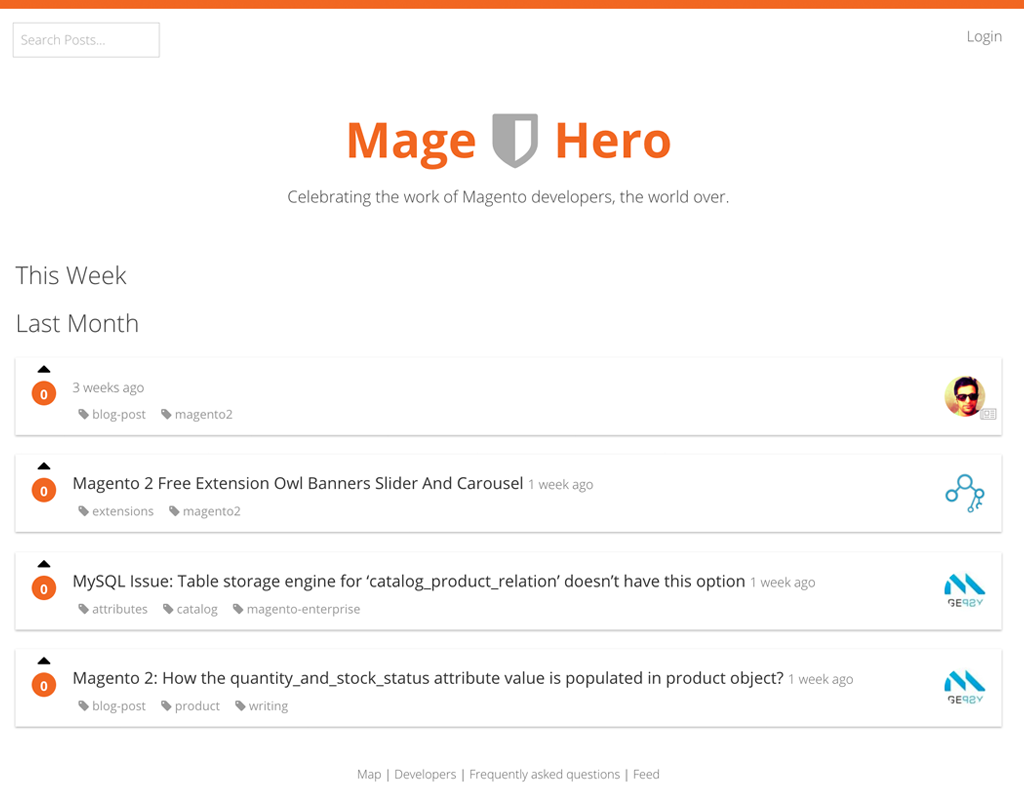 Search Posts...
Login
Mage Hero
Celebrating the work of Magento developers, the world over.
This Week
Last Month
0
3 weeks ago
blog-post magento2
0
Magento 2 Free Extension Owl Banners Slider And Carousel 1 week ago
extensions magento2
0
MySQL Issue: Table storage engine for ‘catalog_product_relation’ doesn’t have this option 1 week ago
attributes catalog magento-enterprise
0
Magento 2: How the quantity_and_stock_status attribute value is populated in product object? 1 week ago
blog-post product writing
Map | Developers | Frequently asked questions | Feed